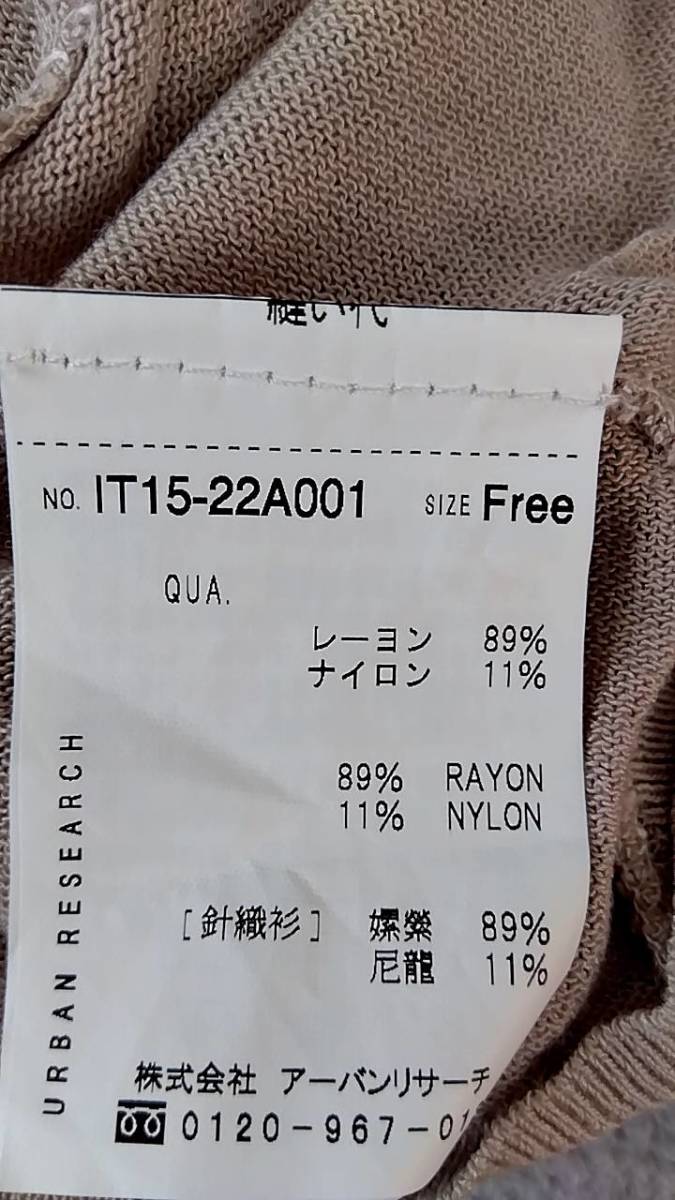 縫い代
NO. IT15-22A001 SIZE Free
QUA.
レーヨン 89%
ナイロン 11%
89% RAYON
11% NYLON
[針織衫] 嫘縈 89%
尼龍 11%
URBAN RESEARCH
株式会社 アーバンリサーチ
0120-967-01